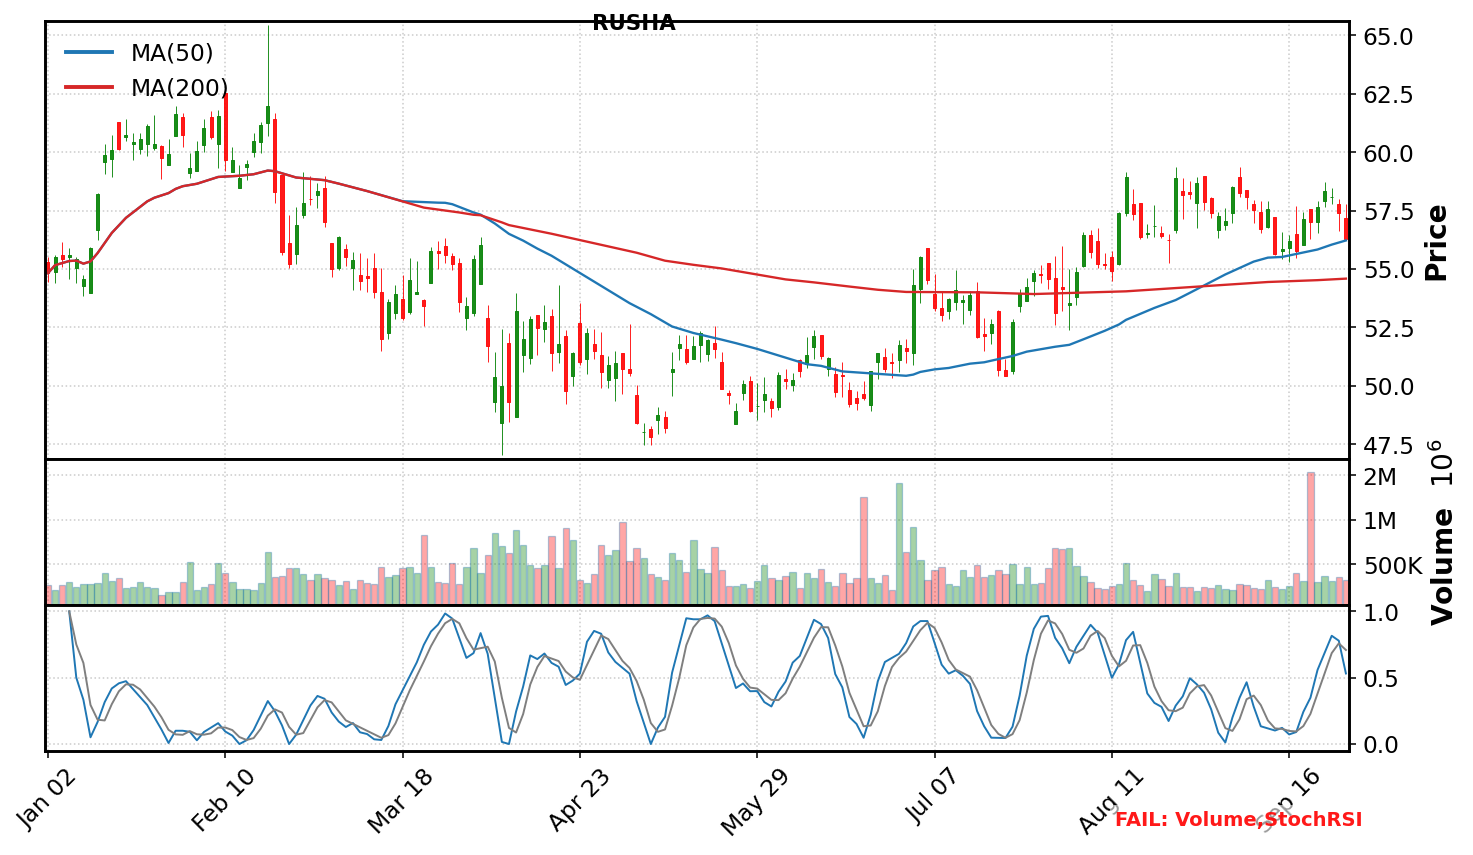 RUSHA
MA(50)
MA(200)
65.0
62.5
60.0
57.5
55.0
52.5
50.0
47.5
Price
2M
1M
500K
Volume 10^6
1.0
0.5
0.0
Jan 02
Feb 10
Mar 18
Apr 23
May 29
Jul 07
Aug 11
Sep 16
FAIL: Volume,StochRSI